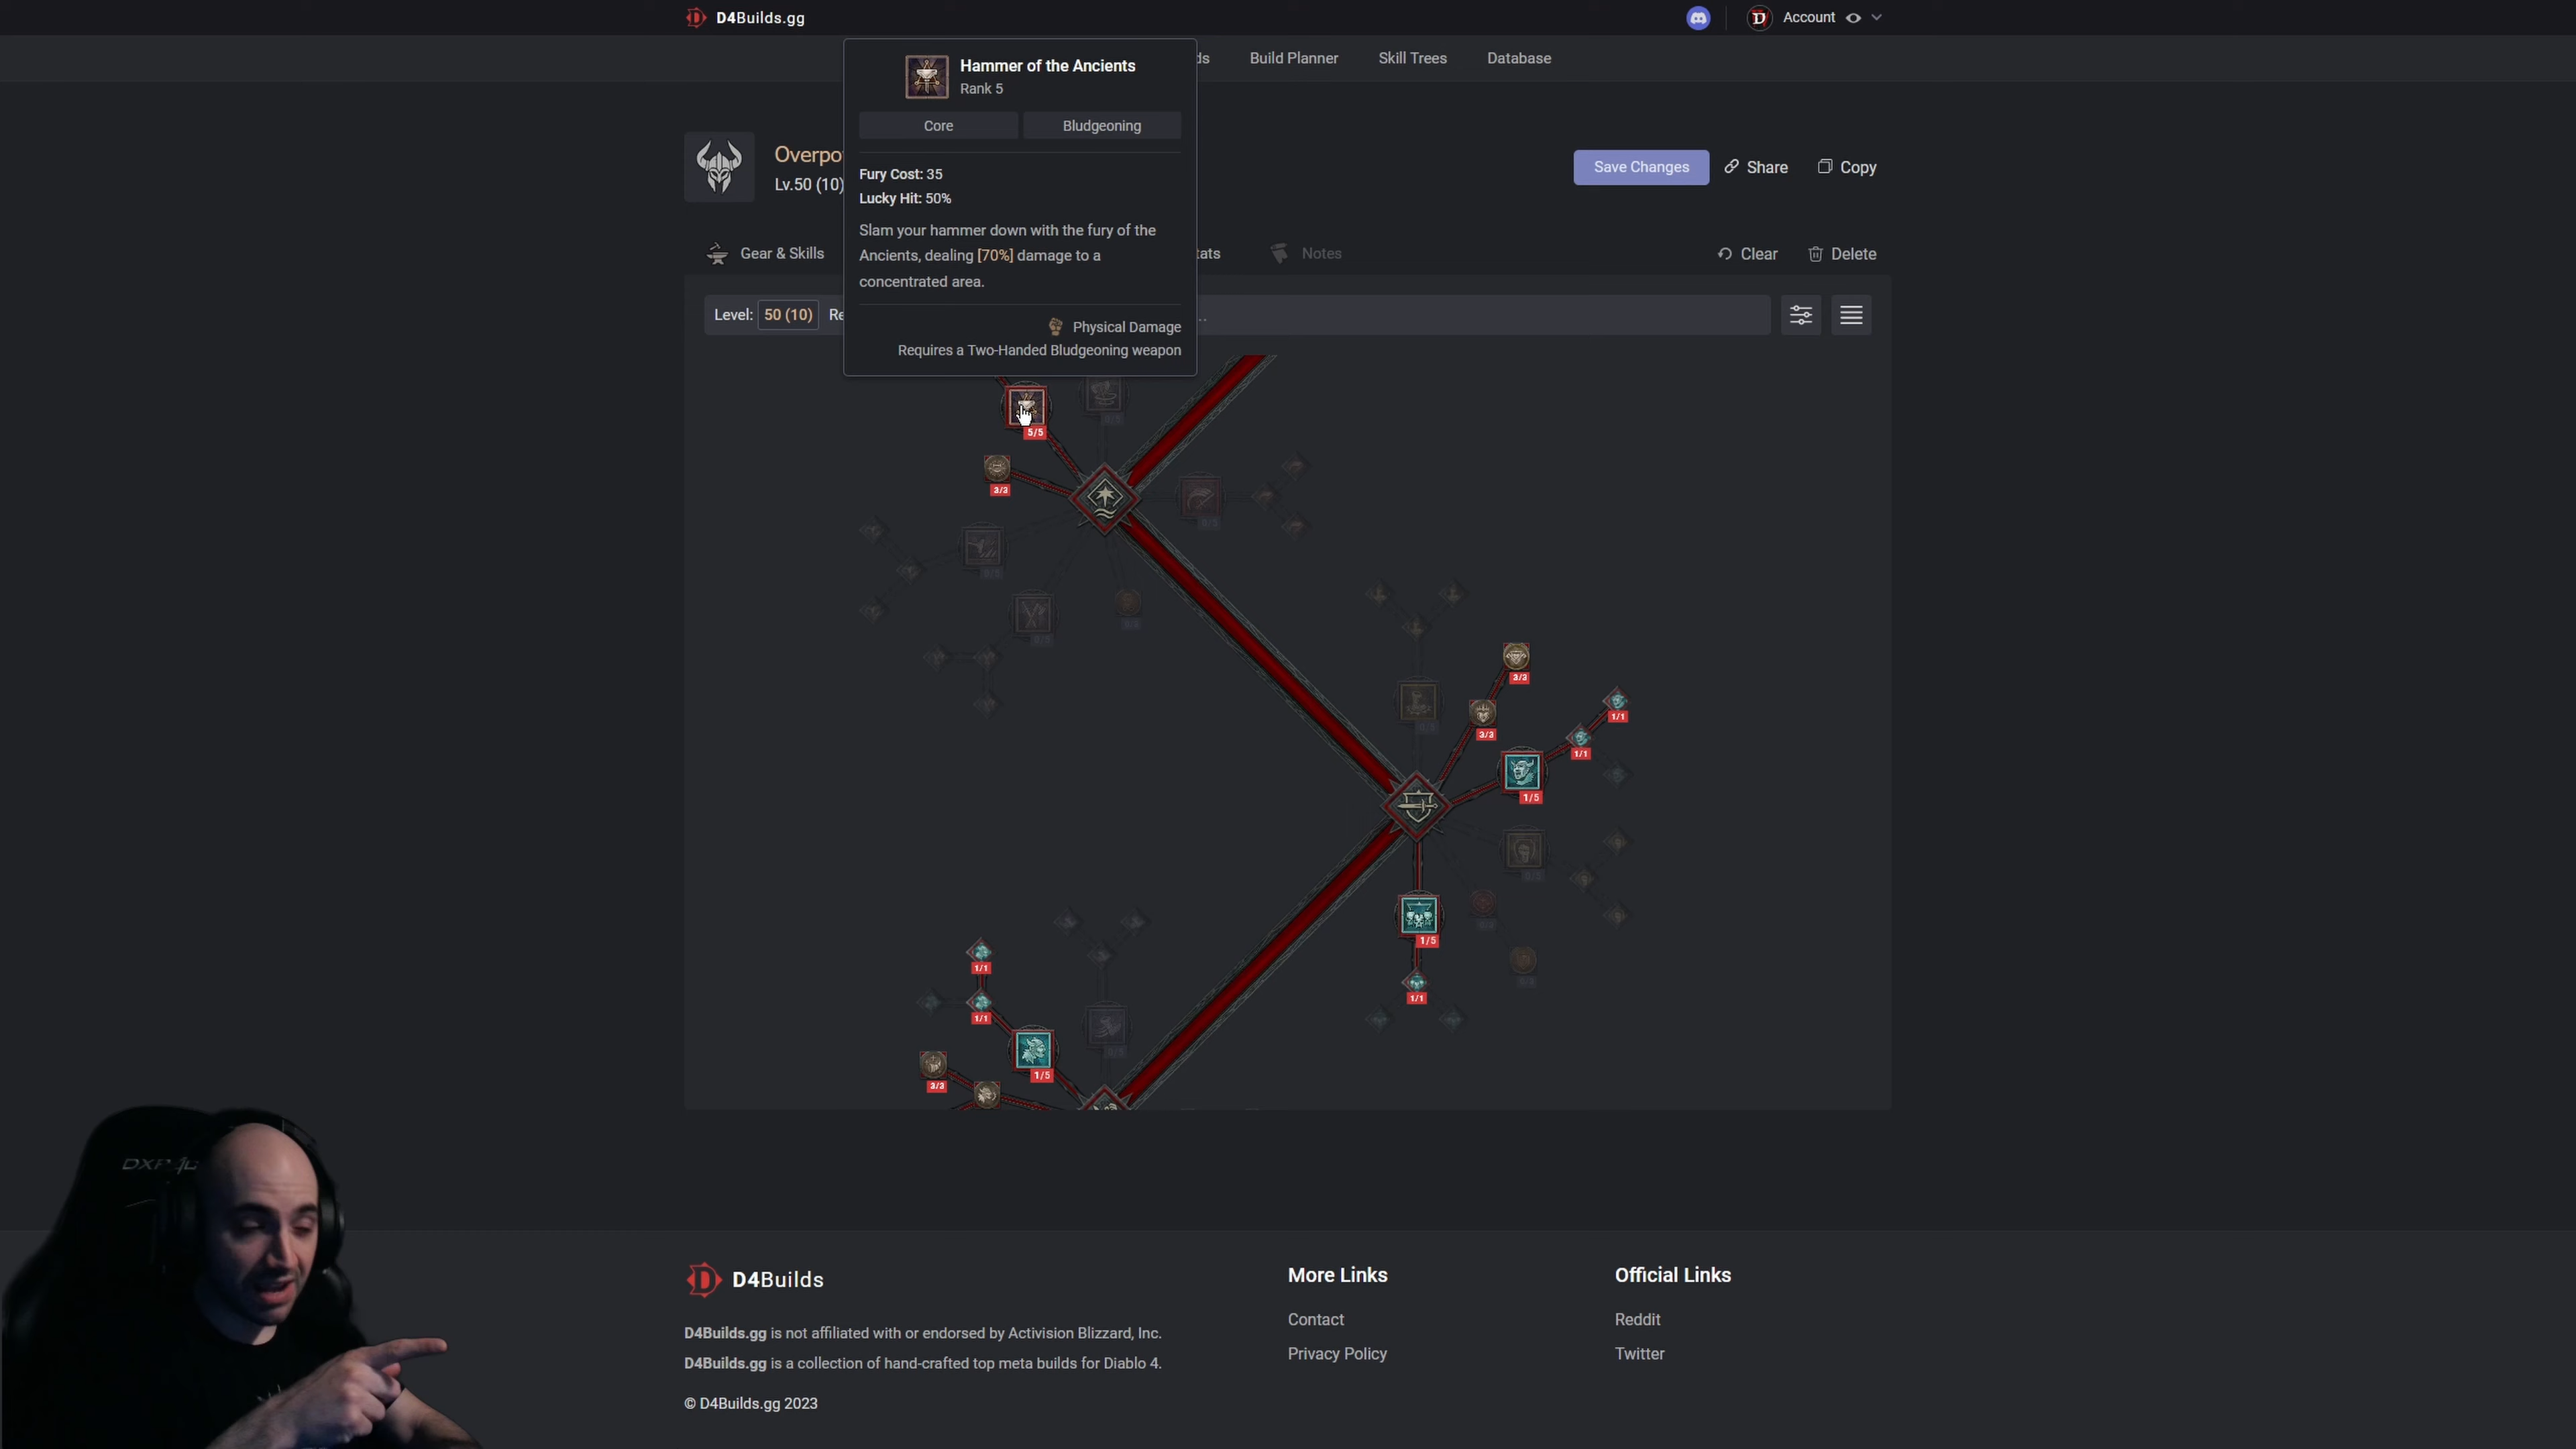 D4Builds.gg
Account
ds
Build Planner
Skill Trees
Database
Hammer of the Ancients
Rank 5
Core
Bludgeoning
Fury Cost: 35
Lucky Hit: 50%
Slam your hammer down with the fury of the
Ancients, dealing [70%] damage to a
concentrated area.
Physical Damage
Requires a Two-Handed Bludgeoning weapon
Overpo
Lv.50 (10)
Save Changes
Share
Copy
Gear & Skills
tats
Notes
Clear
Delete
Level: 50 (10) Re
..
5/5
3/3
3/3
3/3
1/1
1/1
1/5
1/5
1/1
1/1
1/1
1/5
3/3
D4Builds
D4Builds.gg is not affiliated with or endorsed by Activision Blizzard, Inc.
D4Builds.gg is a collection of hand-crafted top meta builds for Diablo 4.
© D4Builds.gg 2023
More Links
Contact
Privacy Policy
Official Links
Reddit
Twitter